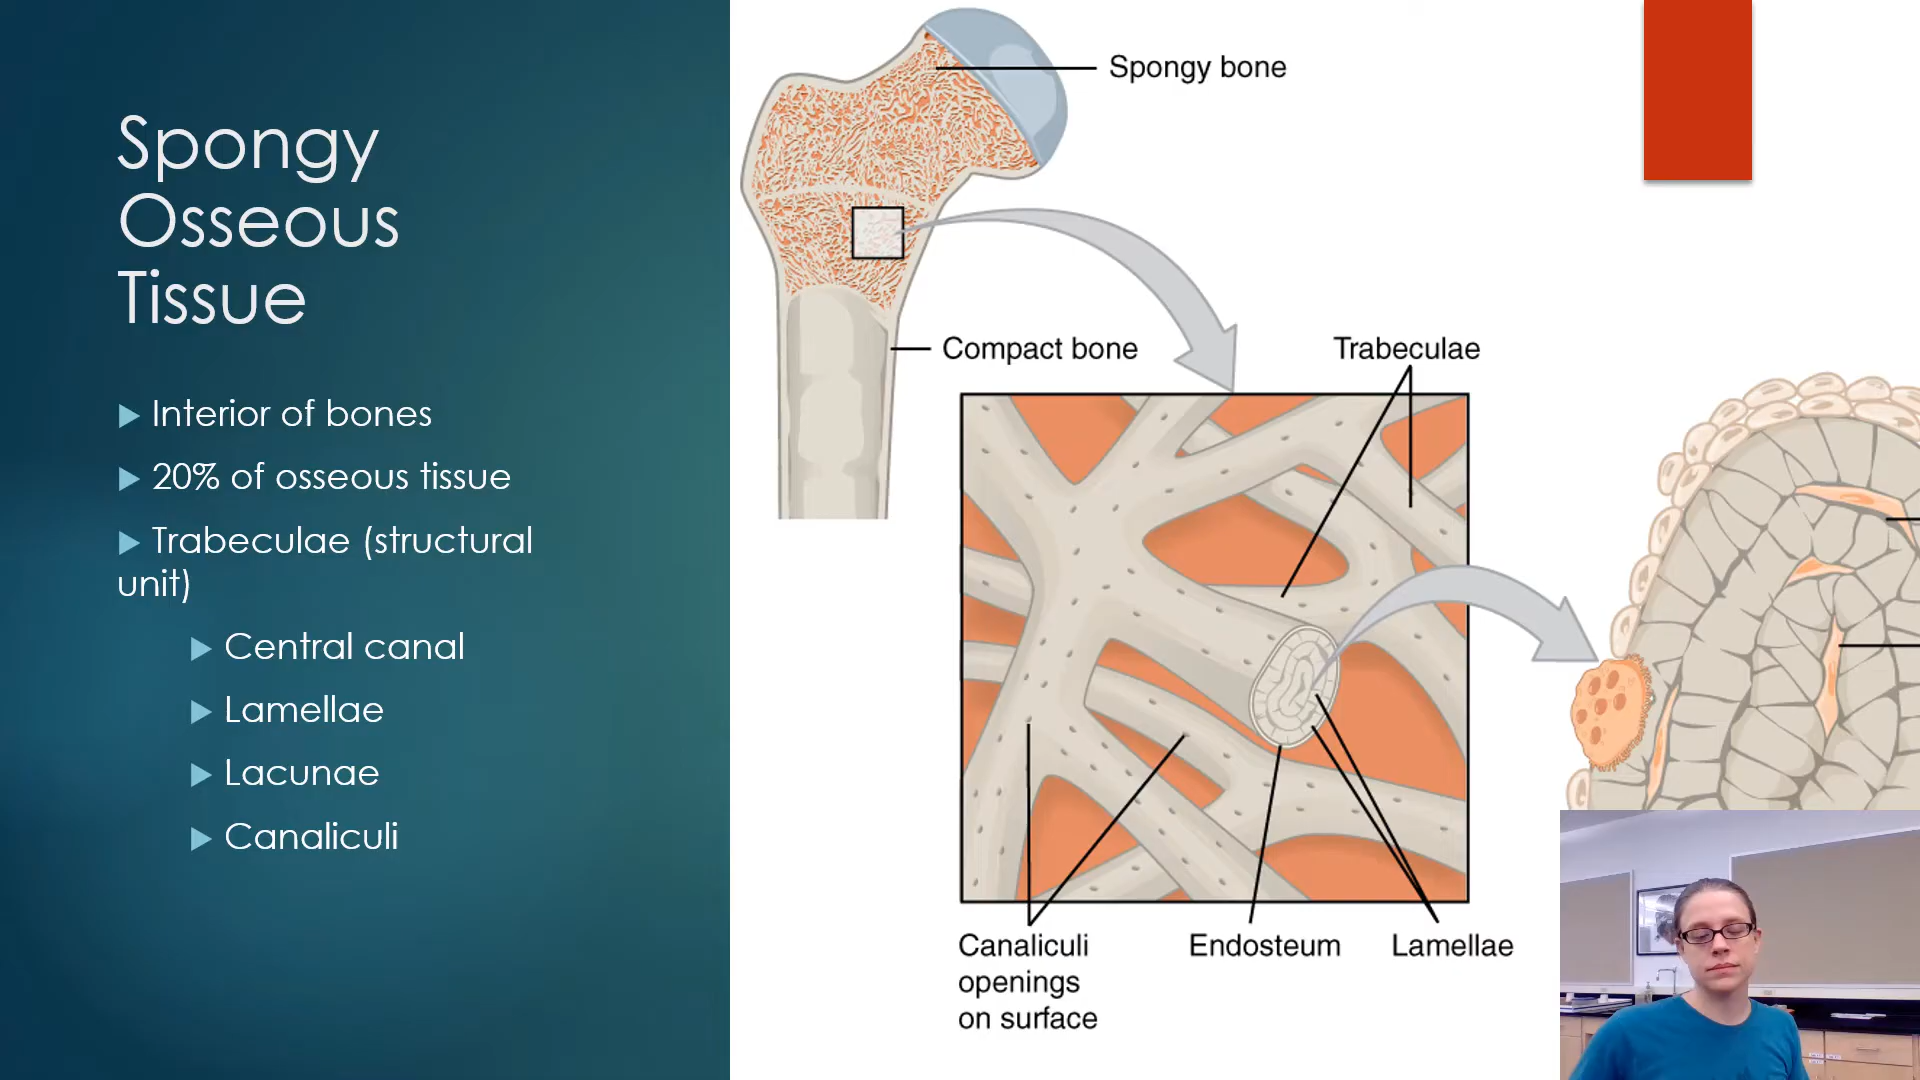 Spongy
Osseous
Tissue
Interior of bones
20% of osseous tissue
Trabeculae (structural
unit)
Central canal
Lamellae
Lacunae
Canaliculi
Spongy bone
Compact bone
Trabeculae
Canaliculi
openings
on surface
Endosteum
Lamellae